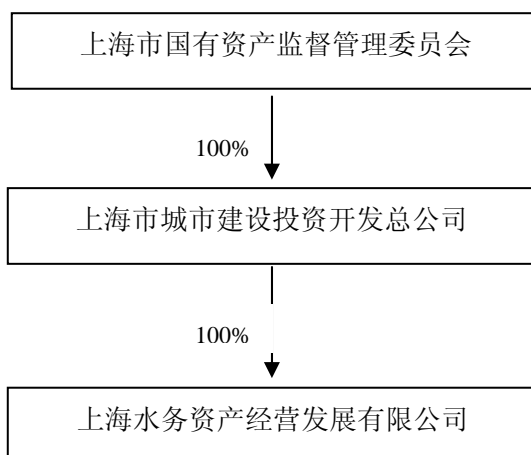 上海市国有资产监督管理委员会
100%
上海市城市建设投资开发总公司
100%
上海水务资产经营发展有限公司